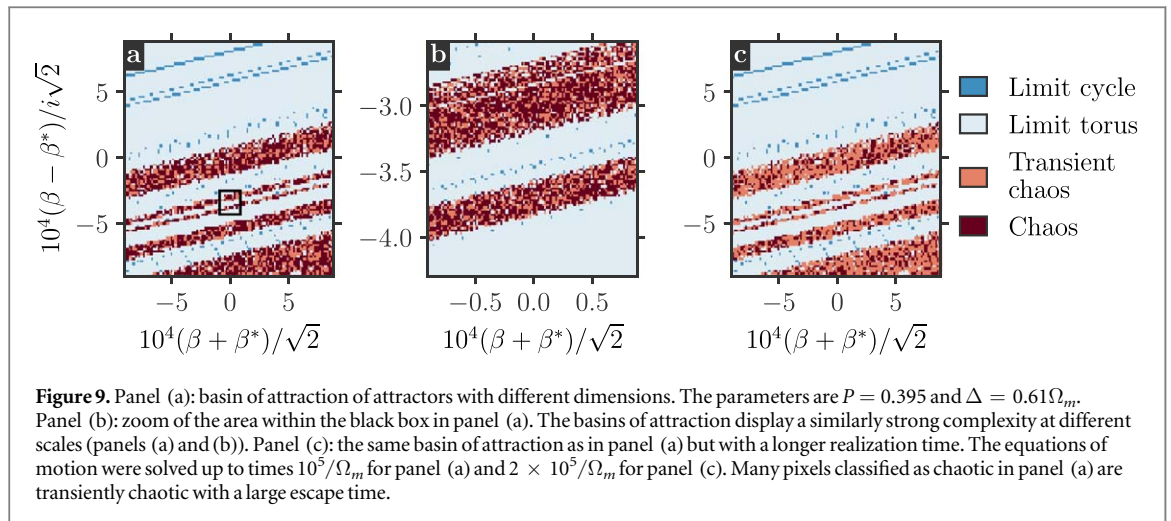 a
b
c
5
0
−5
−3.0
−3.5
−4.0
5
0
−5
−5 0 5
−0.5 0.0 0.5
−5 0 5
10⁴(β − β*)/i√2
10⁴(β + β*)/√2
10⁴(β + β*)/√2
10⁴(β + β*)/√2
Limit cycle
Limit torus
Transient
chaos
Chaos
Figure 9. Panel (a): basin of attraction of attractors with different dimensions. The parameters are P = 0.395 and Δ = 0.61Ωₘ.
Panel (b): zoom of the area within the black box in panel (a). The basins of attraction display a similarly strong complexity at different
scales (panels (a) and (b)). Panel (c): the same basin of attraction as in panel (a) but with a longer realization time. The equations of
motion were solved up to times 10⁵/Ωₘ for panel (a) and 2 × 10⁵/Ωₘ for panel (c). Many pixels classified as chaotic in panel (a) are
transiently chaotic with a large escape time.